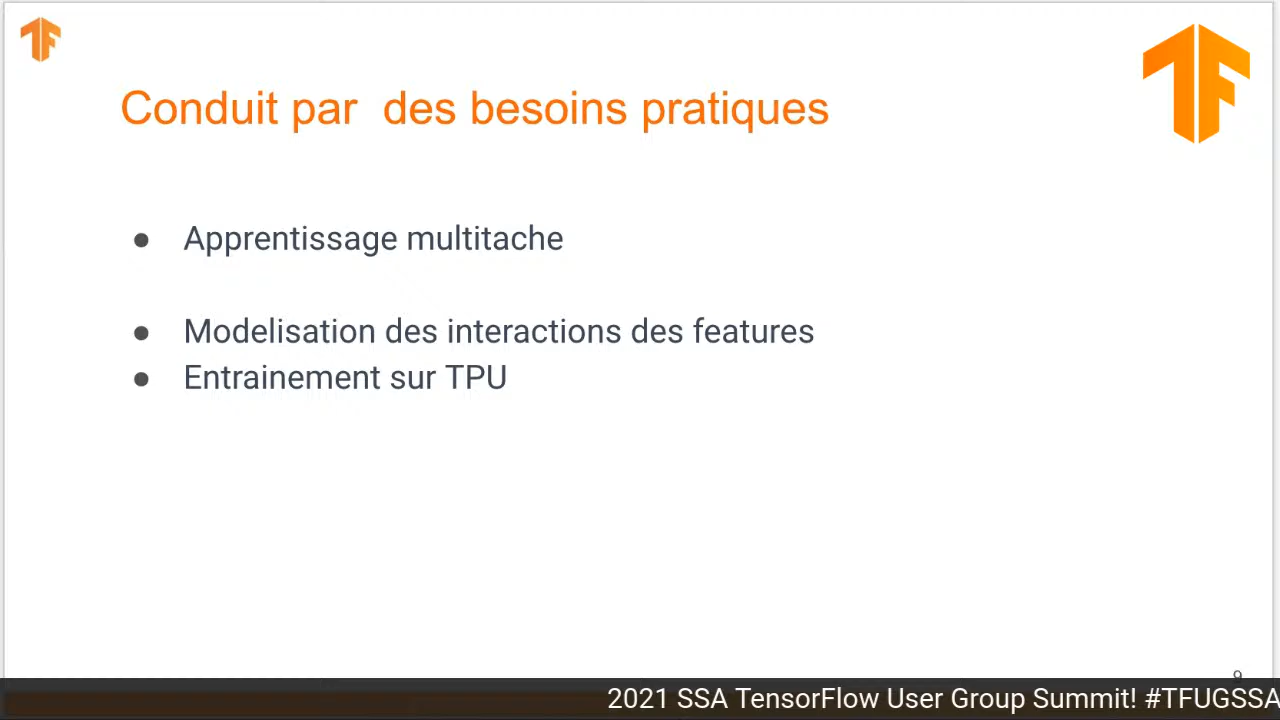 Conduit par  des besoins pratiques
● Apprentissage multitache
● Modelisation des interactions des features
● Entrainement sur TPU
9
2021 SSA TensorFlow User Group Summit! #TFUGSSA